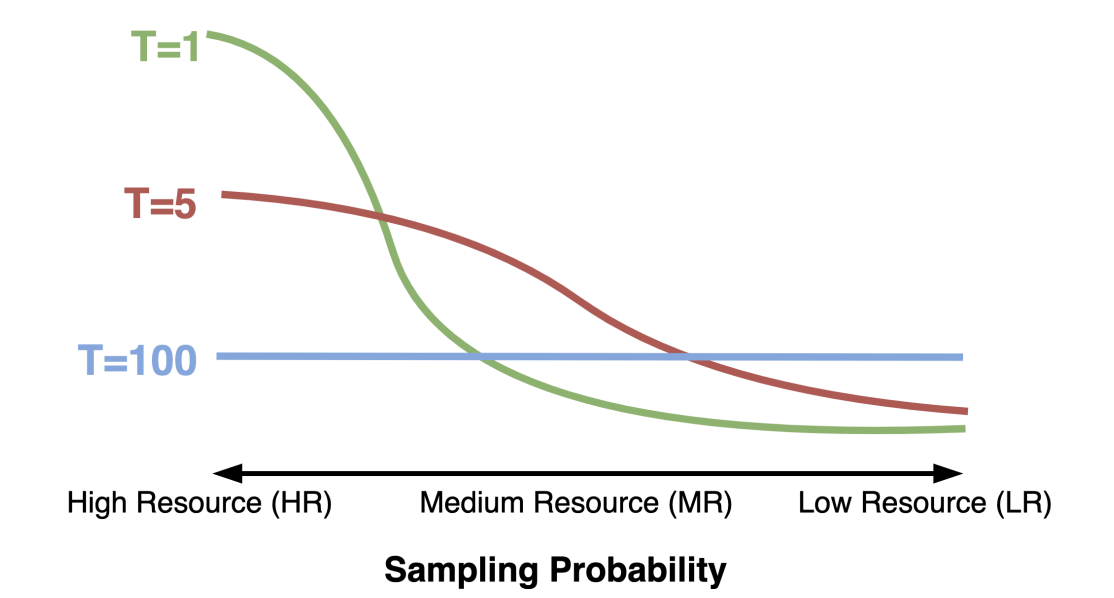 T=1
T=5
T=100
High Resource (HR) Medium Resource (MR) Low Resource (LR)
Sampling Probability